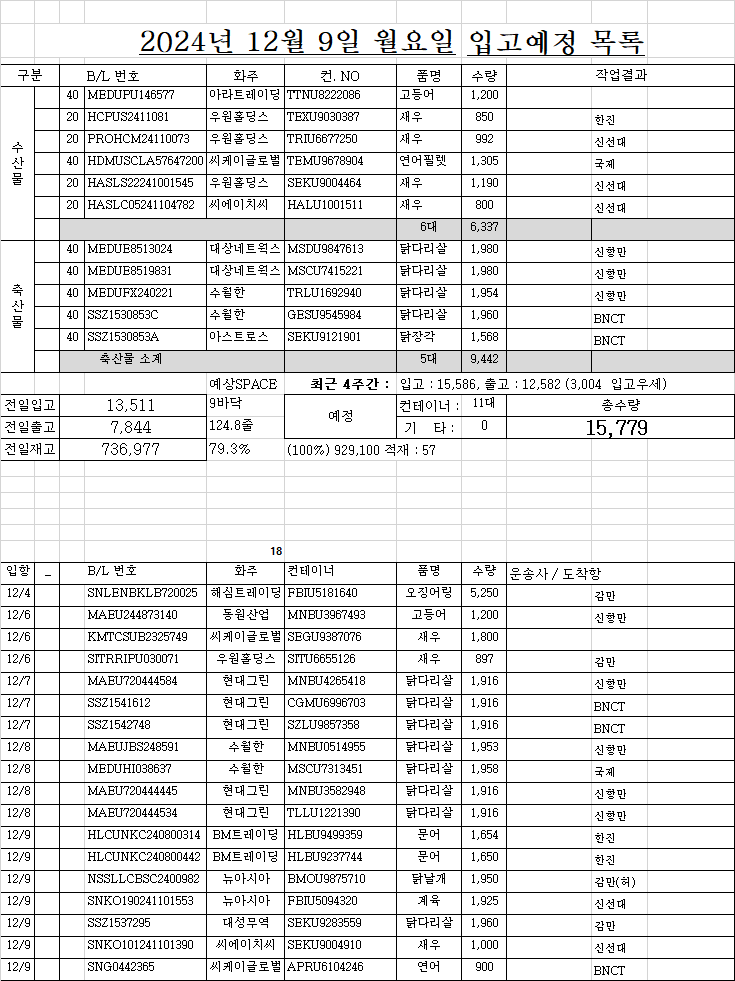 2024년 12월 9일 월요일 입고예정 목록
구분 B/L 번호 화주 컨. NO 품명 수량 작업결과
수산물
40 MEDUPU146577 아라트레이딩 TTNU8222086 고등어 1,200
20 HCPUS2411081 우원홀딩스 TEXU9030387 새우 850 한진
20 PROHCM24110073 우원홀딩스 TRIU6677250 새우 992 신선대
40 HDMUSCLA57647200 씨케이글로벌 TEMU9678904 연어필렛 1,305 국제
20 HASLS22241001545 우원홀딩스 SEKU9004464 새우 1,190 신선대
20 HASLC05241104782 씨에이치씨 HALU1001511 새우 800 신선대
6대 6,337
축산물
40 MEDUE8513024 대상네트웍스 MSDU9847613 닭다리살 1,980 신항만
40 MEDUE8519831 대상네트웍스 MSCU7415221 닭다리살 1,980 신항만
40 MEDUFX240221 수월한 TRLU1692940 닭다리살 1,954 신항만
40 SSZ1530853C 수월한 GESU9545984 닭다리살 1,960 BNCT
40 SSZ1530853A 아스트로스 SEKU9121901 닭장각 1,568 BNCT
축산물 소계 5대 9,442
예상SPACE 최근 4주간 : 입고 : 15,586, 출고 : 12,582 (3,004 입고우세)
전일입고 13,511 9바닥 예정 컨테이너 : 11대 총수량
전일출고 7,844 124.8줄 기 타 : 0 15,779
전일재고 736,977 79.3% (100%) 929,100 적재 : 57
18
입항 _ B/L 번호 화주 컨테이너 품명 수량 운송사 / 도착항
12/4 SNLENBKLB720025 해심트레이딩 FBIU5181640 오징어링 5,250 감만
12/6 MAEU244873140 동원산업 MNBU3967493 고등어 1,200 신항만
12/6 KMTCSUB2325749 씨케이글로벌 SEGU9387076 새우 1,800
12/6 SITRRIPU030071 우원홀딩스 SITU6655126 새우 897 감만
12/7 MAEU720444584 현대그린 MNBU4265418 닭다리살 1,916 신항만
12/7 SSZ1541612 현대그린 CGMU6996703 닭다리살 1,916 BNCT
12/7 SSZ1542748 현대그린 SZLU9857358 닭다리살 1,916 BNCT
12/8 MAEUJBS248591 수월한 MNBU0514955 닭다리살 1,953 신항만
12/8 MEDUHI038637 수월한 MSCU7313451 닭다리살 1,958 국제
12/8 MAEU720444445 현대그린 MNBU3582948 닭다리살 1,916 신항만
12/8 MAEU720444534 현대그린 TLLU1221390 닭다리살 1,916 신항만
12/9 HLCUNKC240800314 BM트레이딩 HLBU9499359 문어 1,654 한진
12/9 HLCUNKC240800442 BM트레이딩 HLBU9237744 문어 1,650 한진
12/9 NSSLLCBSC2400982 뉴아시아 BMOU9875710 닭날개 1,950 감만(허)
12/9 SNKO190241101553 뉴아시아 FBIU5094320 계육 1,925 신선대
12/9 SSZ1537295 대성무역 SEKU9283559 닭다리살 1,960 감만
12/9 SNKO101241101390 씨에이치씨 SEKU9004910 새우 1,000 신선대
12/9 SNG0442365 씨케이글로벌 APRU6104246 연어 900 BNCT